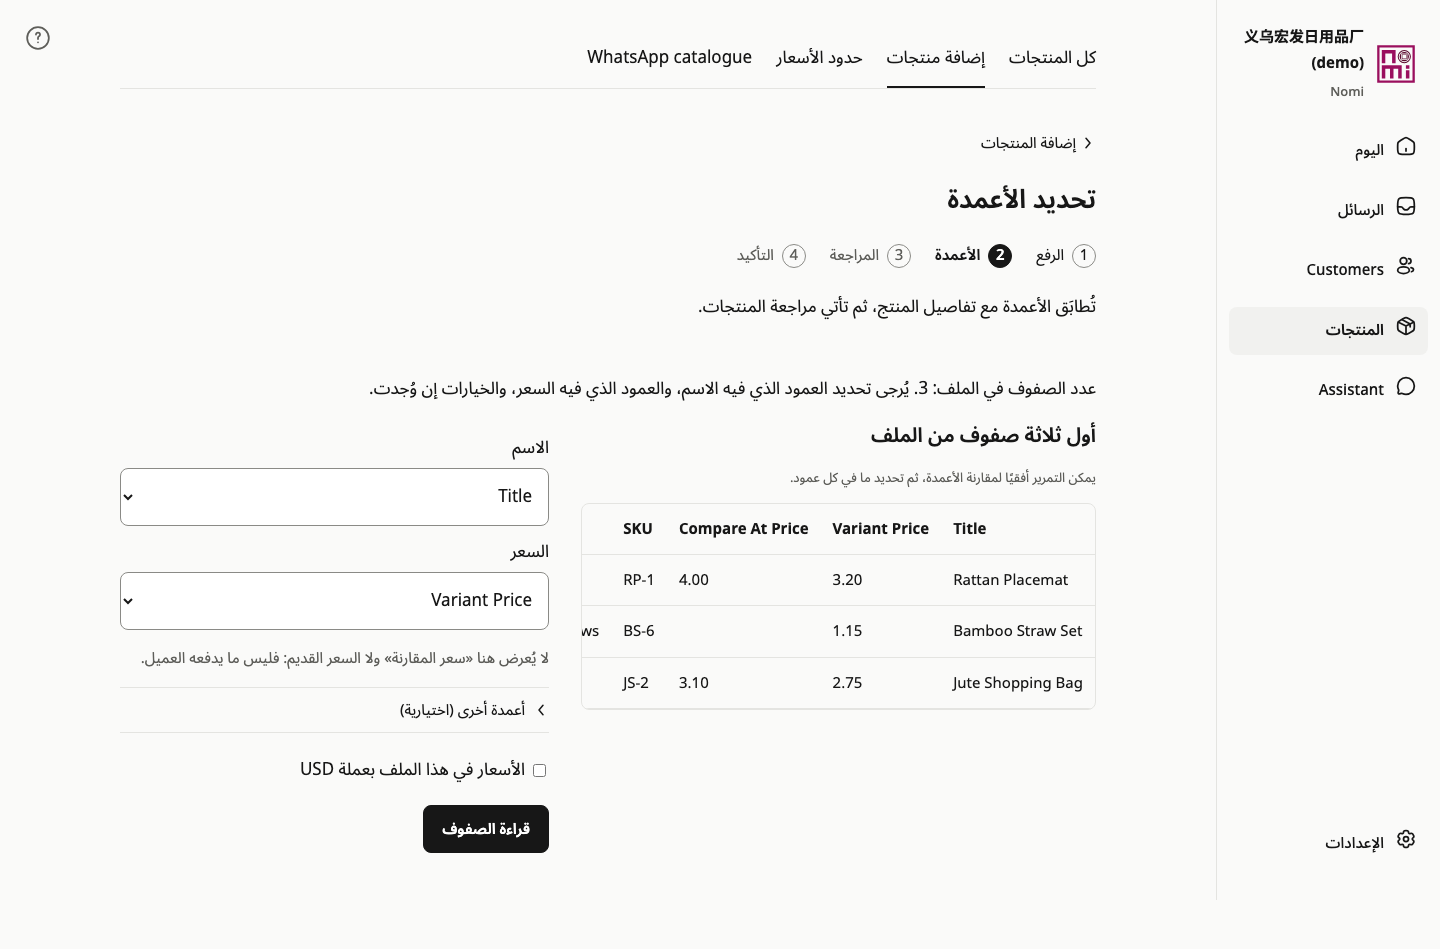 义乌宏发日用品厂
(demo)
Nomi
اليوم
الرسائل
Customers
المنتجات
Assistant
الإعدادات
كل المنتجات
إضافة منتجات
حدود الأسعار
WhatsApp catalogue
إضافة المنتجات
تحديد الأعمدة
1 الرفع
2 الأعمدة
3 المراجعة
4 التأكيد
تُطابَق الأعمدة مع تفاصيل المنتج، ثم تأتي مراجعة المنتجات.
عدد الصفوف في الملف: 3. يُرجى تحديد العمود الذي فيه الاسم، والعمود الذي فيه السعر، والخيارات إن وُجدت.
أول ثلاثة صفوف من الملف
يمكن التمرير أفقيًا لمقارنة الأعمدة، ثم تحديد ما في كل عمود.
Title Variant Price Compare At Price SKU
Rattan Placemat 3.20 4.00 RP-1
Bamboo Straw Set 1.15 BS-6 ws
Jute Shopping Bag 2.75 3.10 JS-2
الاسم
Title
السعر
Variant Price
لا يُعرض هنا «سعر المقارنة» ولا السعر القديم: فليس ما يدفعه العميل.
أعمدة أخرى (اختيارية)
الأسعار في هذا الملف بعملة USD
قراءة الصفوف